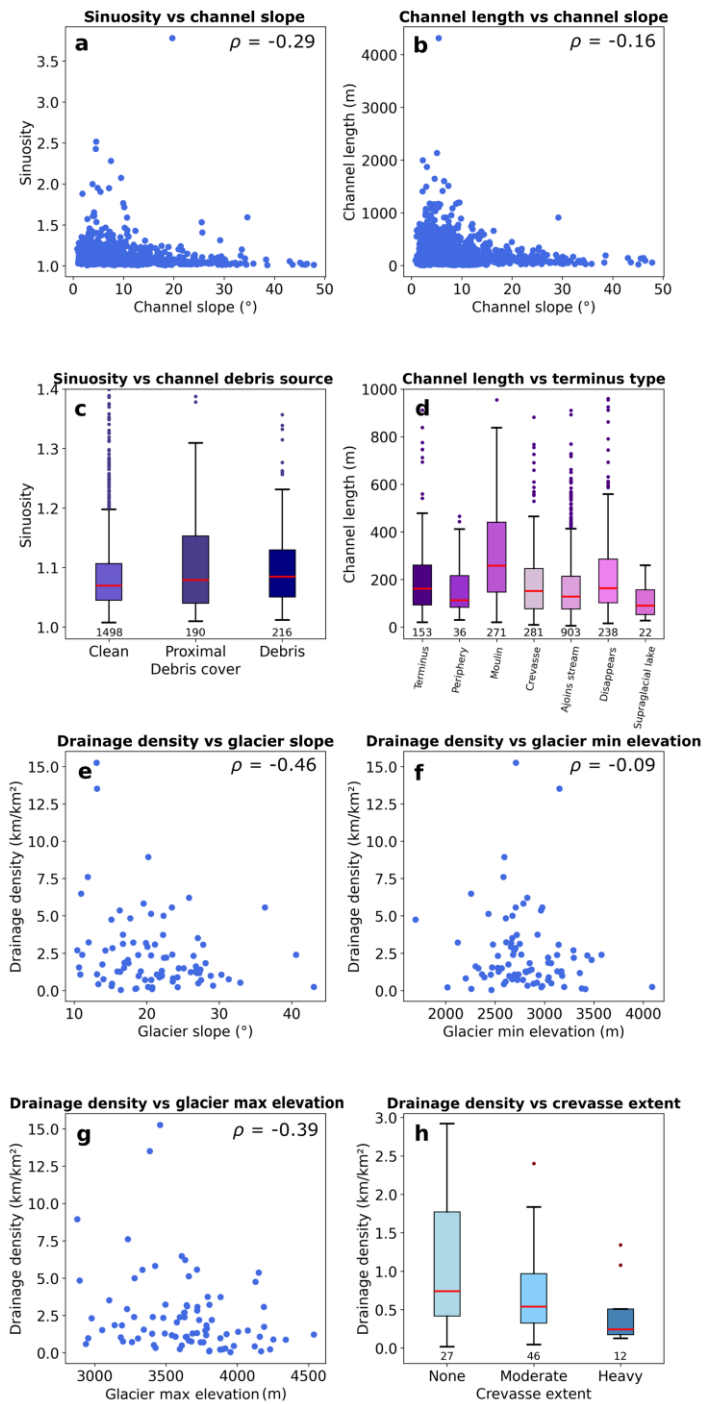 Sinuosity vs channel slope
a
ρ = -0.29
Sinuosity
3.5
3.0
2.5
2.0
1.5
1.0
0
10
20
30
40
50
Channel slope (°)
Channel length vs channel slope
b
ρ = -0.16
Channel length (m)
4000
3000
2000
1000
0
0
10
20
30
40
50
Channel slope (°)
Sinuosity vs channel debris source
c
Sinuosity
1.4
1.3
1.2
1.1
1.0
1498
190
216
Clean
Proximal
Debris
Debris cover
Channel length vs terminus type
d
Channel length (m)
1000
800
600
400
200
0
153
36
271
281
903
238
22
Terminus
Periphery
Moulin
Crevasse
Ajoins stream
Disappears
Supraglacial lake
Drainage density vs glacier slope
e
ρ = -0.46
Drainage density (km/km²)
15.0
12.5
10.0
7.5
5.0
2.5
0.0
10
20
30
40
Glacier slope (°)
Drainage density vs glacier min elevation
f
ρ = -0.09
Drainage density (km/km²)
15.0
12.5
10.0
7.5
5.0
2.5
0.0
2000
2500
3000
3500
4000
Glacier min elevation (m)
Drainage density vs glacier max elevation
g
ρ = -0.39
Drainage density (km/km²)
15.0
12.5
10.0
7.5
5.0
2.5
0.0
3000
3500
4000
4500
Glacier max elevation (m)
Drainage density vs crevasse extent
h
Drainage density (km/km²)
3.0
2.5
2.0
1.5
1.0
0.5
0.0
27
46
12
None
Moderate
Heavy
Crevasse extent